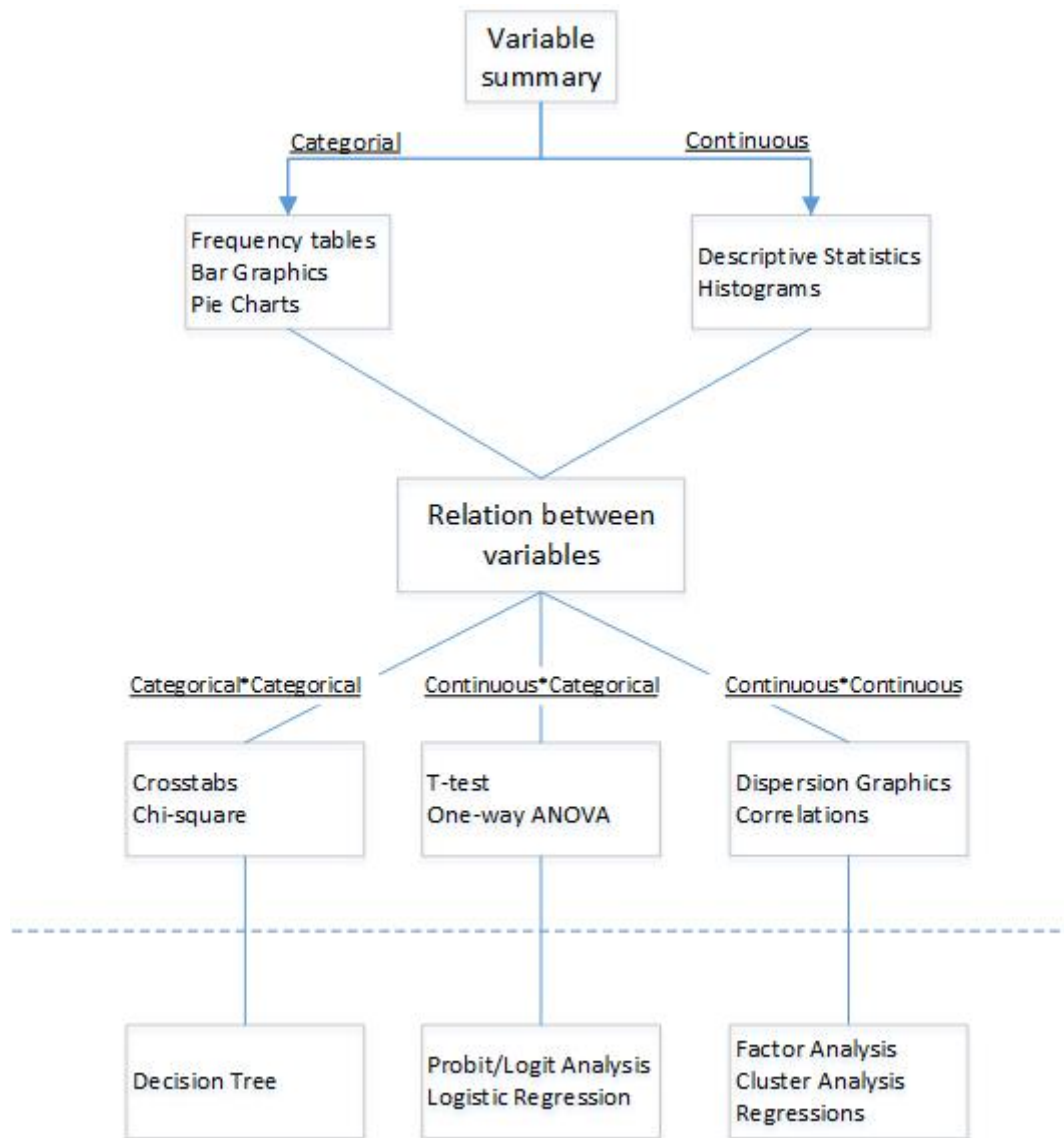 Variable
summary
Categorial
Continuous
Frequency tables
Bar Graphics
Pie Charts
Descriptive Statistics
Histograms
Relation between
variables
Categorical*Categorical
Continuous*Categorical
Continuous*Continuous
Crosstabs
Chi-square
T-test
One-way ANOVA
Dispersion Graphics
Correlations
Decision Tree
Probit/Logit Analysis
Logistic Regression
Factor Analysis
Cluster Analysis
Regressions